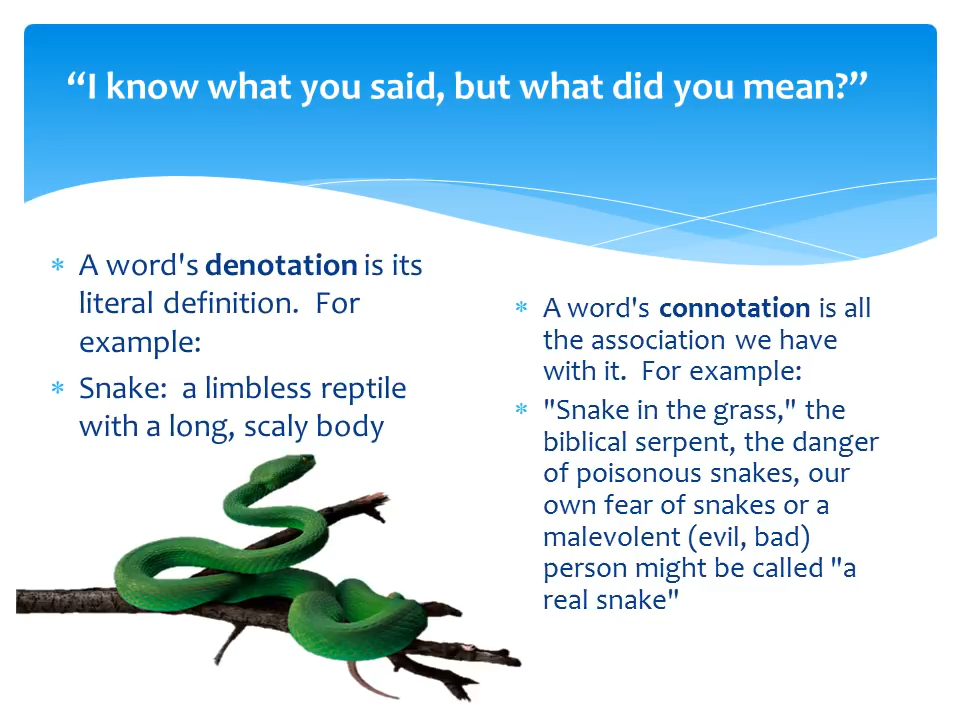 “I know what you said, but what did you mean?”
* A word's denotation is its
literal definition.  For
example:
* Snake:  a limbless reptile
with a long, scaly body
* A word's connotation is all
the association we have
with it.  For example:
* "Snake in the grass," the
biblical serpent, the danger
of poisonous snakes, our
own fear of snakes or a
malevolent (evil, bad)
person might be called "a
real snake"